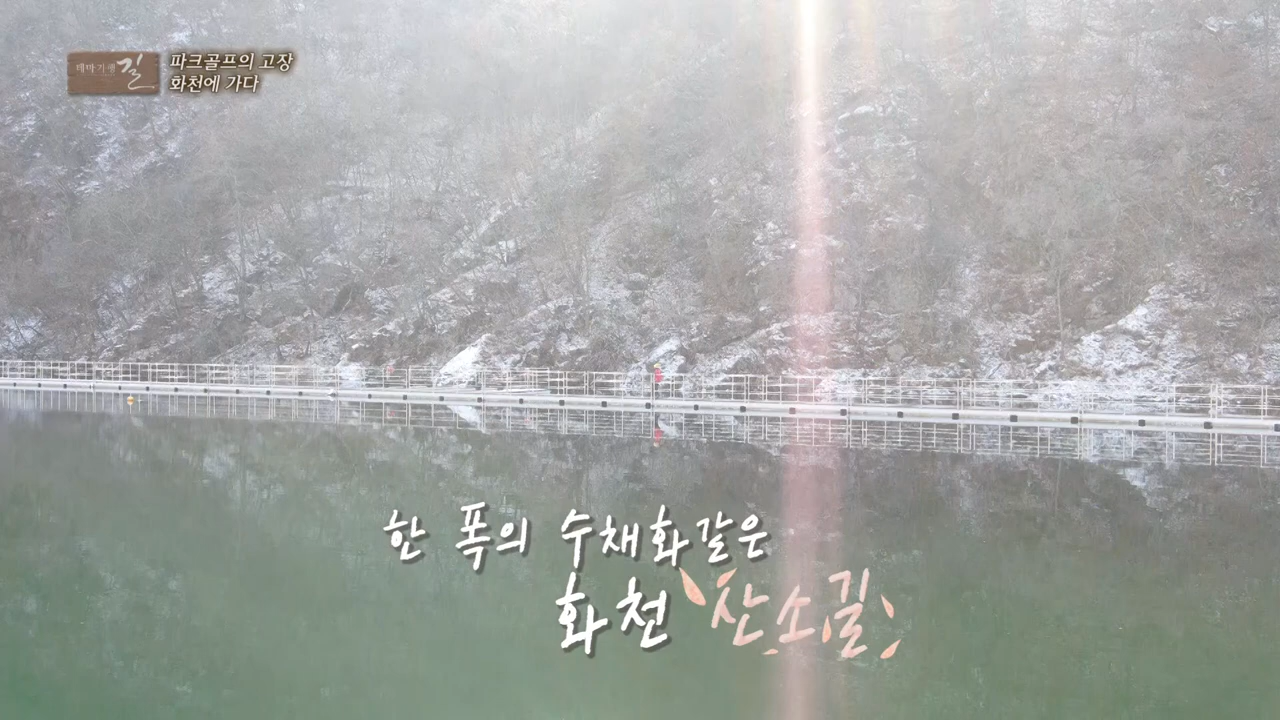 테마기행 길
파크골프의 고장
화천에 가다
한 폭의 수채화같은
화천 산소길